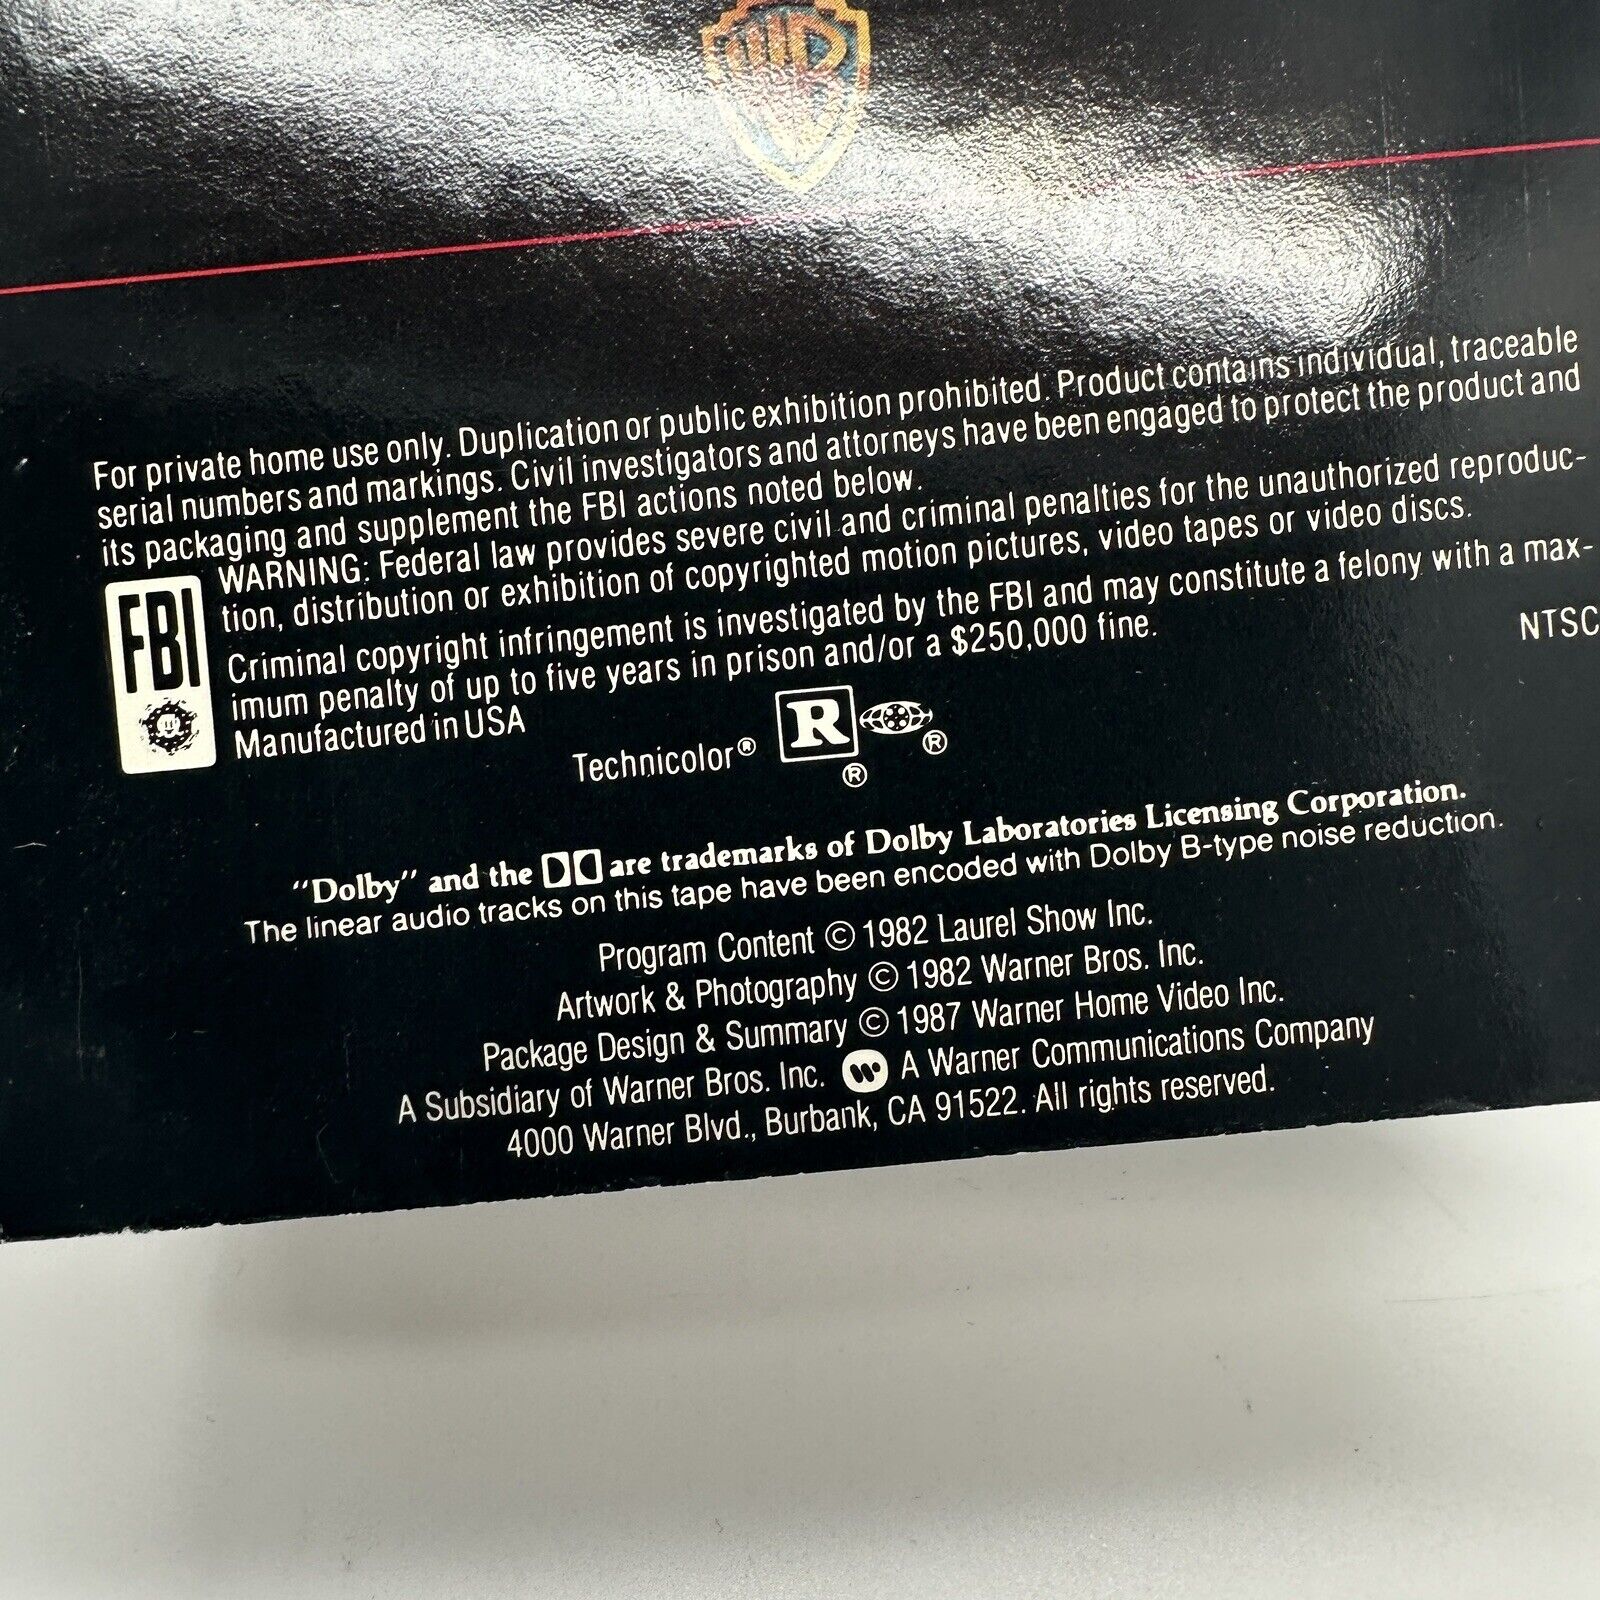 WB
For private home use only. Duplication or public exhibition prohibited. Product contains individual, traceable
serial numbers and markings. Civil investigators and attorneys have been engaged to protect the product and
its packaging and supplement the FBI actions noted below.
WARNING: Federal law provides severe civil and criminal penalties for the unauthorized reproduc-
tion, distribution or exhibition of copyrighted motion pictures, video tapes or video discs.
Criminal copyright infringement is investigated by the FBI and may constitute a felony with a max-
imum penalty of up to five years in prison and/or a $250,000 fine.
Manufactured in USA
FBI
NTSC
Technicolor® R ® ®
"Dolby" and the DD are trademarks of Dolby Laboratories Licensing Corporation.
The linear audio tracks on this tape have been encoded with Dolby B-type noise reduction.
Program Content © 1982 Laurel Show Inc.
Artwork & Photography © 1982 Warner Bros. Inc.
Package Design & Summary © 1987 Warner Home Video Inc.
A Subsidiary of Warner Bros. Inc. W A Warner Communications Company
4000 Warner Blvd., Burbank, CA 91522. All rights reserved.